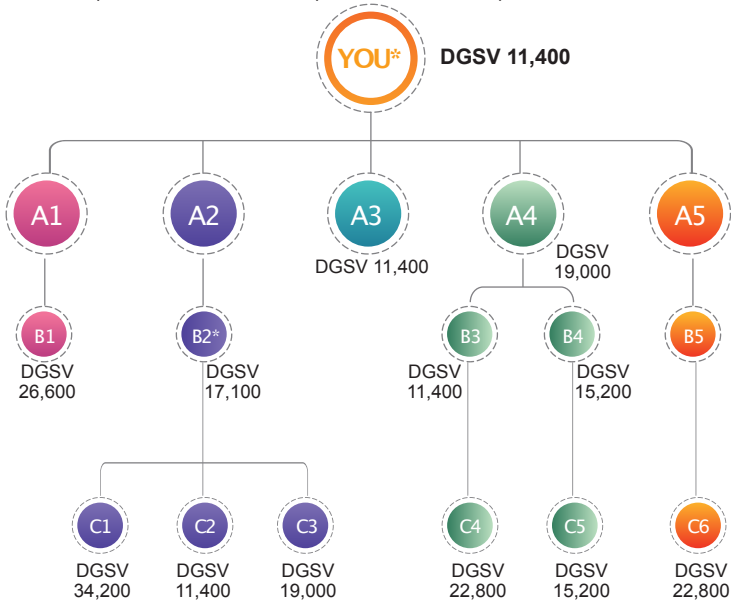 YOU*
DGSV 11,400
A1
A2
A3
A4
A5
DGSV 11,400
DGSV
19,000
B1
B2*
B3
B4
B5
DGSV
26,600
DGSV
17,100
DGSV
11,400
DGSV
15,200
C1
C2
C3
C4
C5
C6
DGSV
34,200
DGSV
11,400
DGSV
19,000
DGSV
22,800
DGSV
15,200
DGSV
22,800